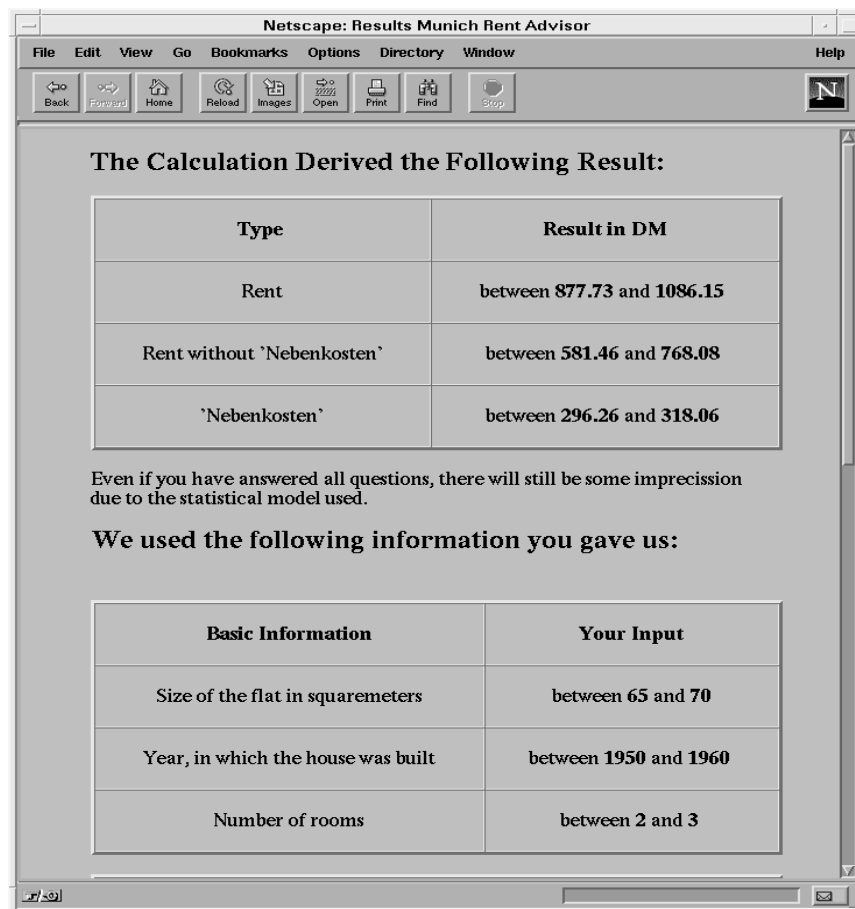 Netscape: Results Munich Rent Advisor
File Edit View Go Bookmarks Options Directory Window Help
Back Forward Home Reload Images Open Print Find Stop N
The Calculation Derived the Following Result:
Type Result in DM
Rent between 877.73 and 1086.15
Rent without 'Nebenkosten' between 581.46 and 768.08
'Nebenkosten' between 296.26 and 318.06
Even if you have answered all questions, there will still be some imprecission
due to the statistical model used.
We used the following information you gave us:
Basic Information Your Input
Size of the flat in squaremeters between 65 and 70
Year, in which the house was built between 1950 and 1960
Number of rooms between 2 and 3